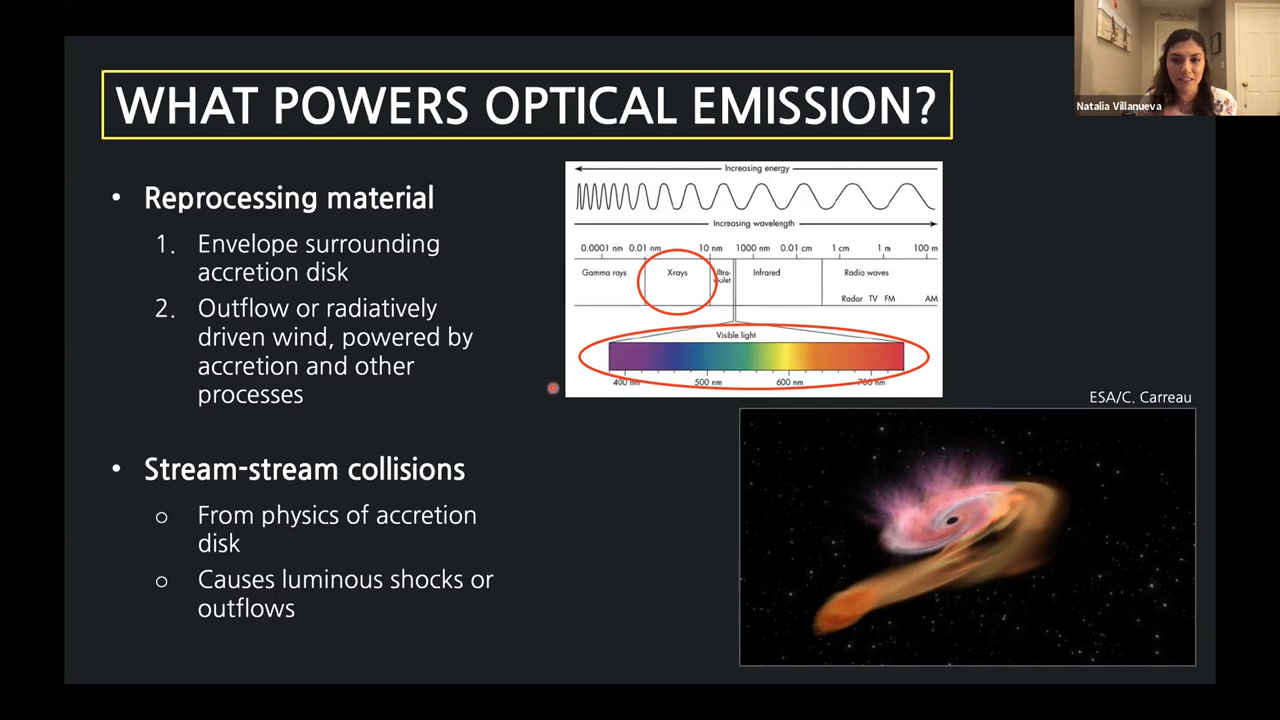 WHAT POWERS OPTICAL EMISSION?
Natalia Villanueva
• Reprocessing material
1. Envelope surrounding
accretion disk
2. Outflow or radiatively
driven wind, powered by
accretion and other
processes
• Stream-stream collisions
○ From physics of accretion
disk
○ Causes luminous shocks or
outflows
Increasing energy
Increasing wavelength
0.0001 nm 0.01 nm 10 nm 1000 nm 0.01 cm 1 cm 1 m 100 m
Gamma rays X-rays Ultra-violet Infrared Radio waves
Radar TV FM AM
Visible light
400 nm 500 nm 600 nm 700 nm
ESA/C. Carreau